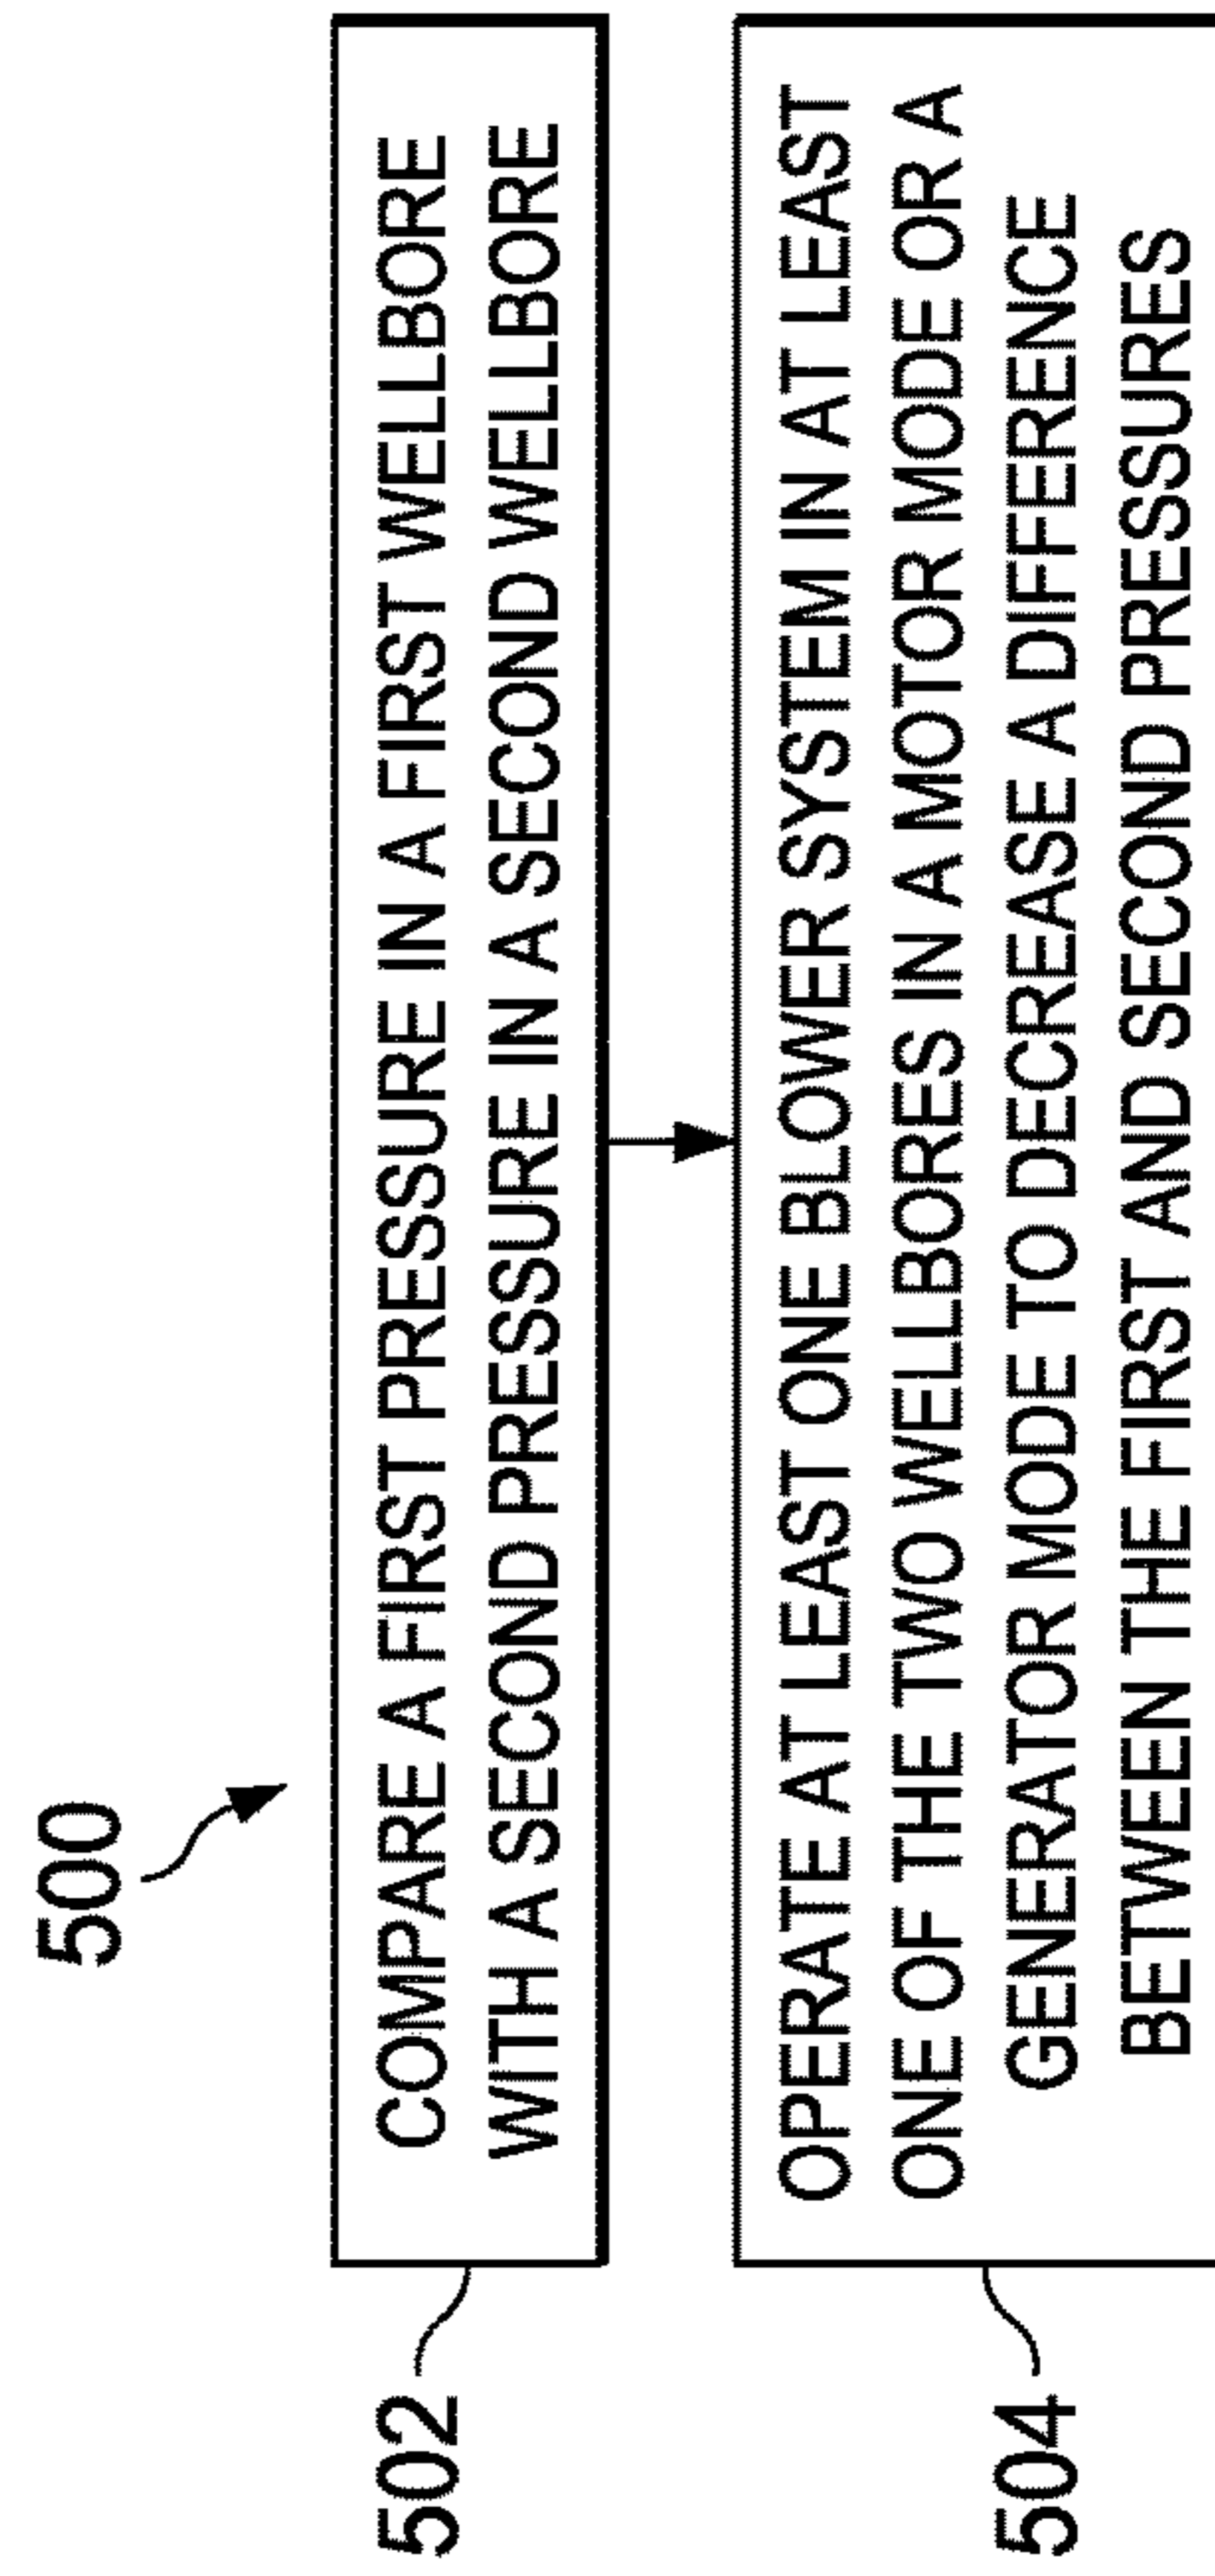 500
502
COMPARE A FIRST PRESSURE IN A FIRST WELLBORE
WITH A SECOND PRESSURE IN A SECOND WELLBORE
504
OPERATE AT LEAST ONE BLOWER SYSTEM IN AT LEAST
ONE OF THE TWO WELLBORES IN A MOTOR MODE OR A
GENERATOR MODE TO DECREASE A DIFFERENCE
BETWEEN THE FIRST AND SECOND PRESSURES